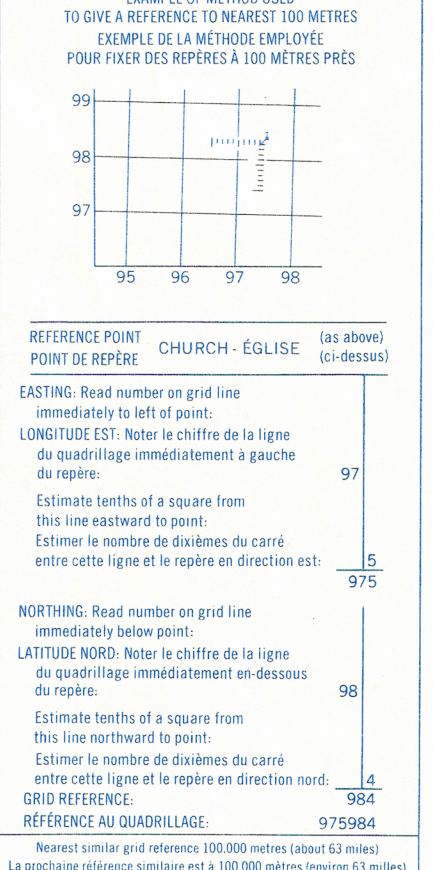 EXAMPLE OF METHOD USED
TO GIVE A REFERENCE TO NEAREST 100 METRES
EXEMPLE DE LA MÉTHODE EMPLOYÉE
POUR FIXER DES REPÈRES À 100 MÈTRES PRÈS
99
98
97
95 96 97 98
REFERENCE POINT
POINT DE REPÈRE
CHURCH - ÉGLISE
(as above)
(ci-dessus)
EASTING: Read number on grid line
immediately to left of point:
LONGITUDE EST: Noter le chiffre de la ligne
du quadrillage immédiatement à gauche
du repère: 97
Estimate tenths of a square from
this line eastward to point:
Estimer le nombre de dixièmes du carré
entre cette ligne et le repère en direction est: 5
975
NORTHING: Read number on grid line
immediately below point:
LATITUDE NORD: Noter le chiffre de la ligne
du quadrillage immédiatement en-dessous
du repère: 98
Estimate tenths of a square from
this line northward to point:
Estimer le nombre de dixièmes du carré
entre cette ligne et le repère en direction nord: 4
GRID REFERENCE: 984
RÉFÉRENCE AU QUADRILLAGE: 975984
Nearest similar grid reference 100,000 metres (about 63 miles)
La prochaine référence similaire est à 100,000 mètres (environ 63 milles)